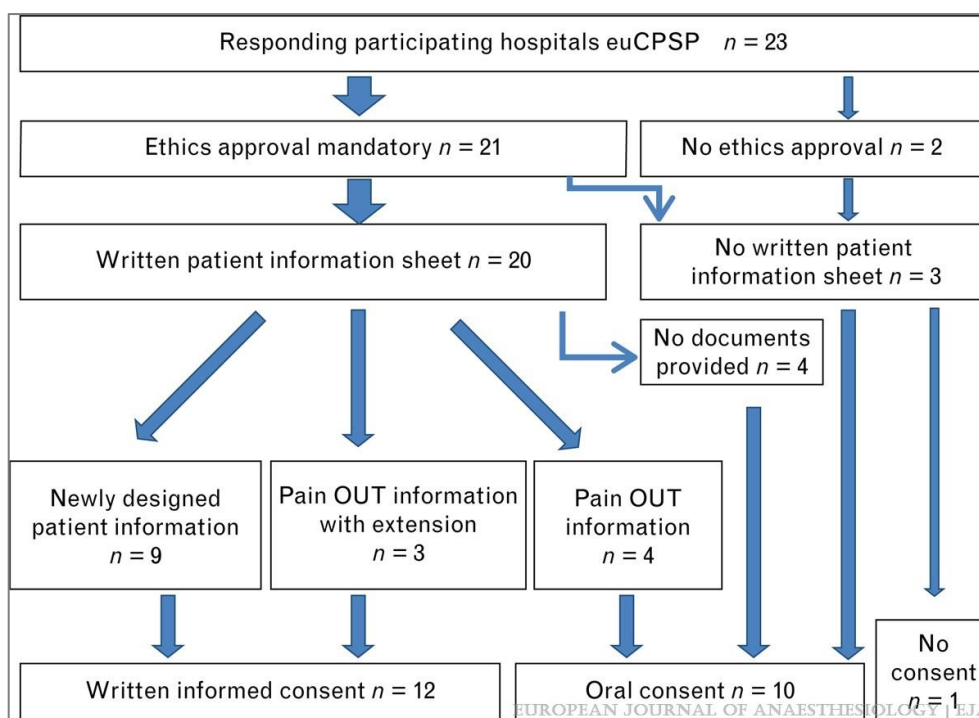 Responding participating hospitals euCPSP n = 23
Ethics approval mandatory n = 21
No ethics approval n = 2
Written patient information sheet n = 20
No written patient
information sheet n = 3
No documents
provided n = 4
Newly designed
patient information
n = 9
Pain OUT information
with extension
n = 3
Pain OUT
information
n = 4
Written informed consent n = 12
Oral consent n = 10
No
consent
n = 1
EUROPEAN JOURNAL OF ANAESTHESIOLOGY | EJA